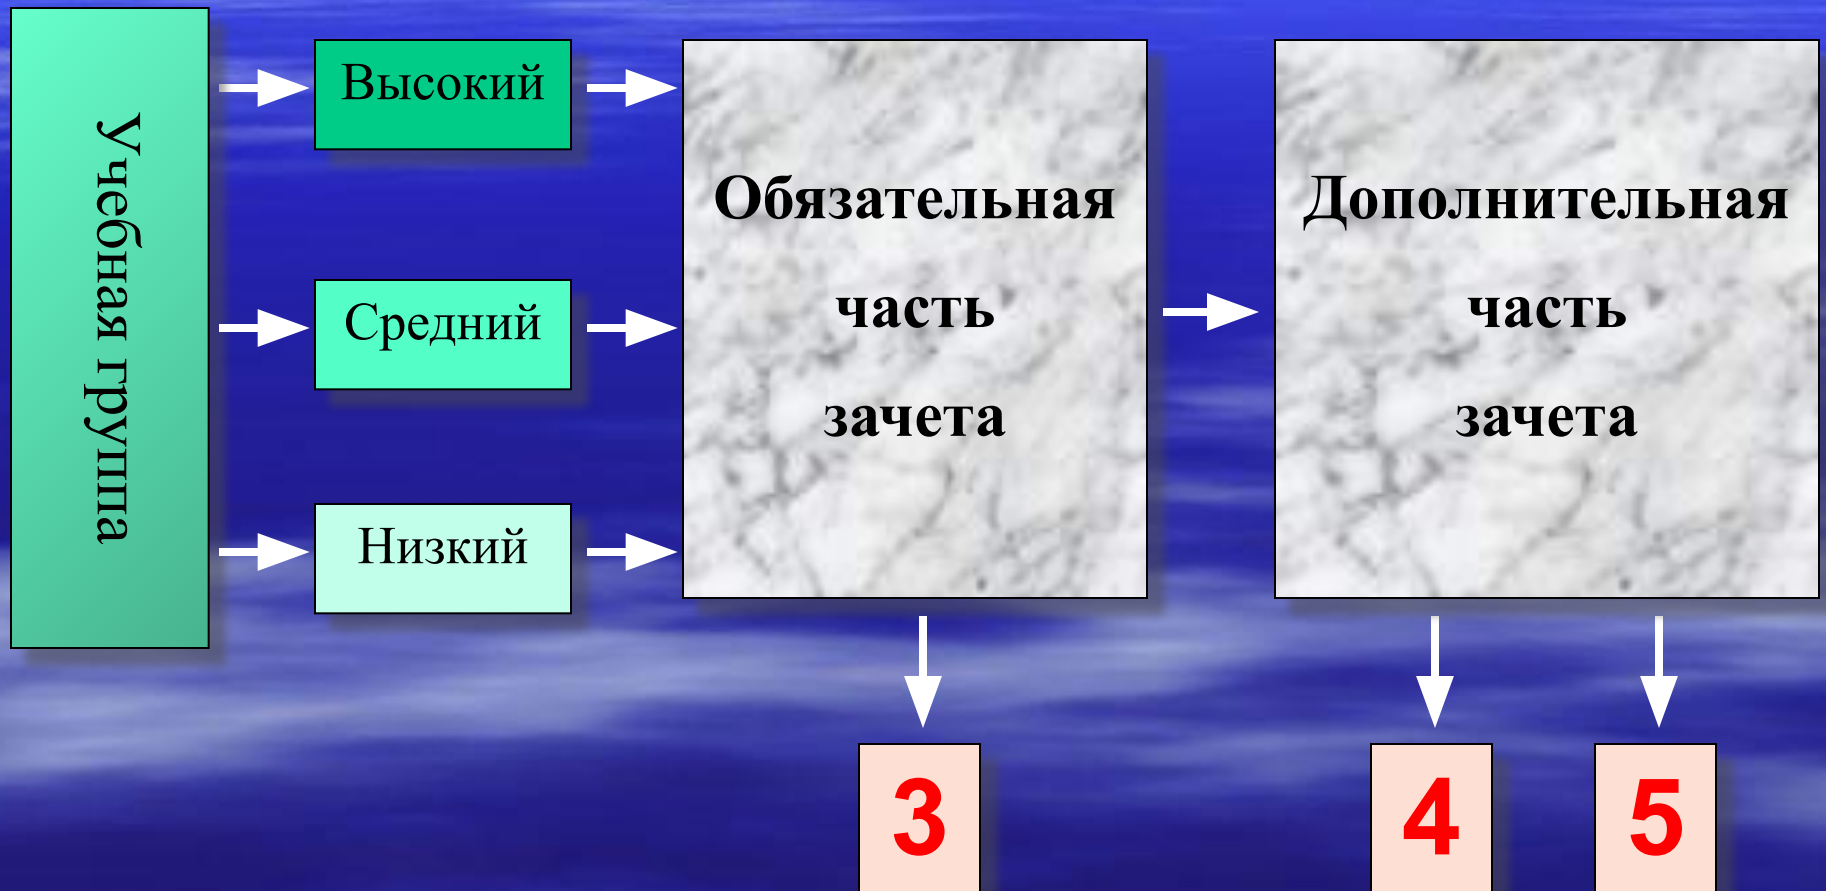 Учебная группа
Высокий
Средний
Низкий
Обязательная
часть
зачета
Дополнительная
часть
зачета
3
4
5